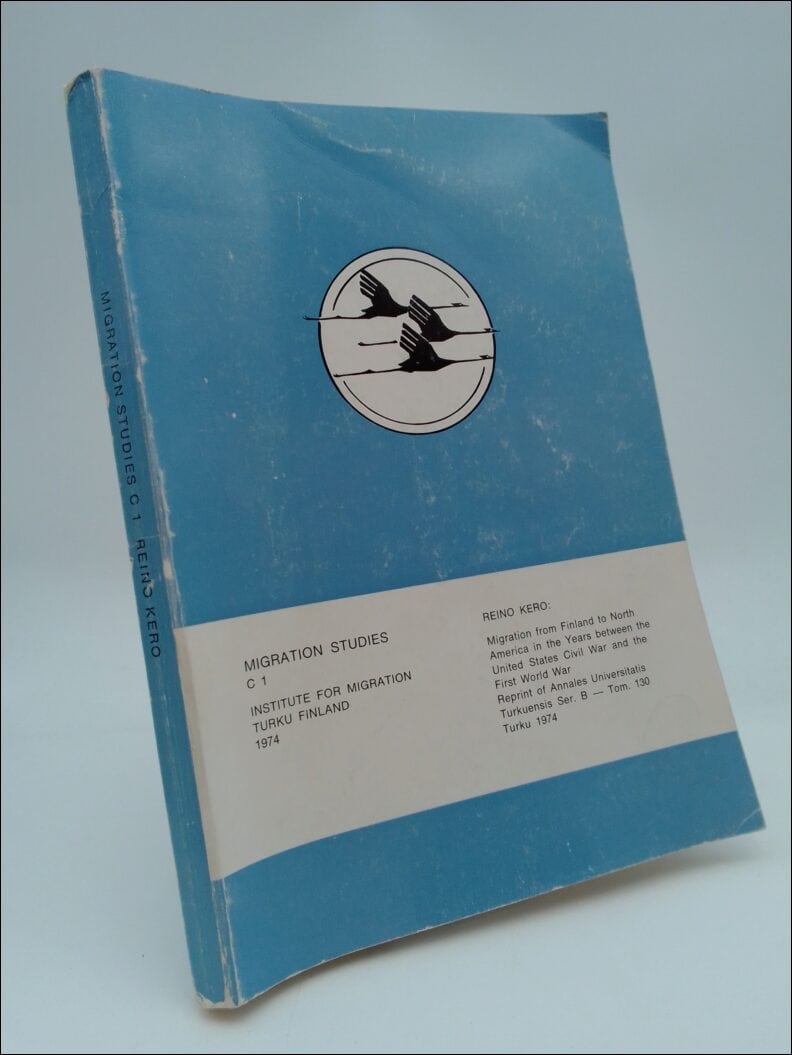 MIGRATION STUDIES C 1 REINO KERO
MIGRATION STUDIES
C 1
INSTITUTE FOR MIGRATION
TURKU FINLAND
1974
REINO KERO:
Migration from Finland to North
America in the Years between the
United States Civil War and the
First World War
Reprint of Annales Universitatis
Turkuensis Ser. B — Tom. 130
Turku 1974